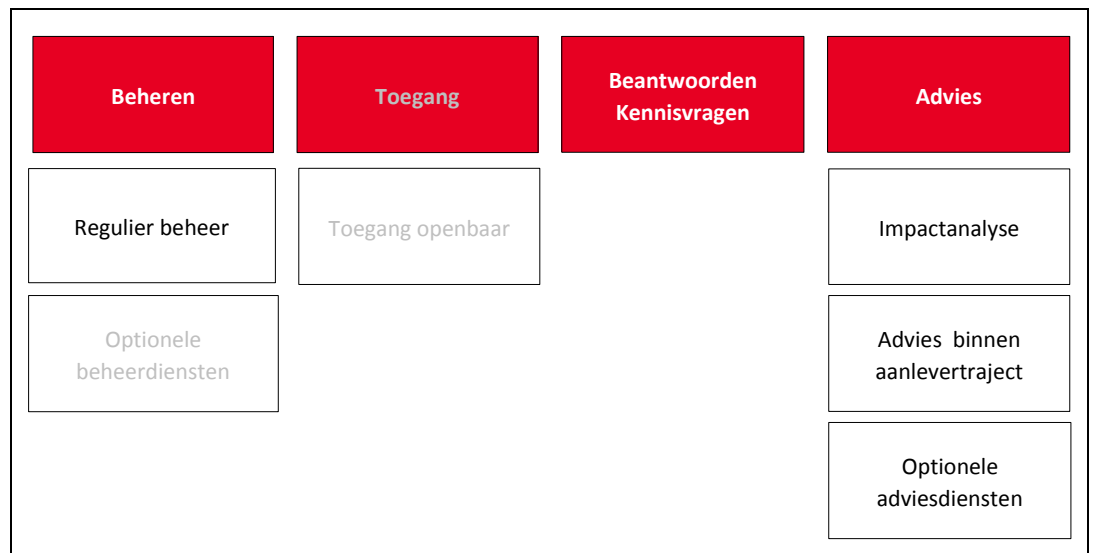 Beheren
Toegang
Beantwoorden
Kennisvragen
Advies
Regulier beheer
Toegang openbaar
Impactanalyse
Optionele
beheerdiensten
Advies binnen
aanlevertraject
Optionele
adviesdiensten